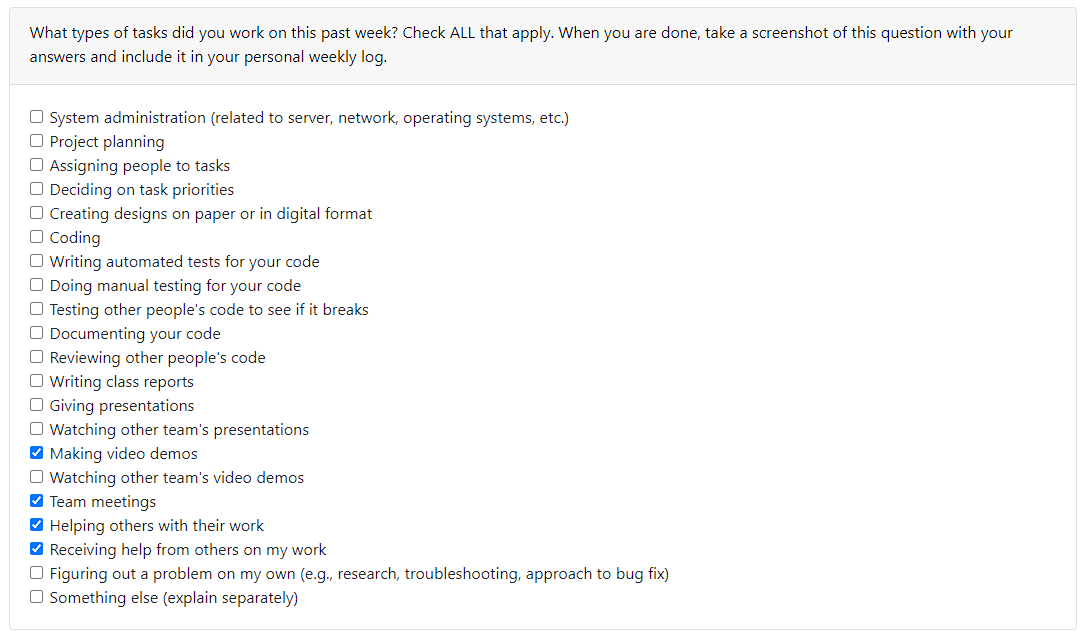 What types of tasks did you work on this past week? Check ALL that apply. When you are done, take a screenshot of this question with your
answers and include it in your personal weekly log.
System administration (related to server, network, operating systems, etc.)
Project planning
Assigning people to tasks
Deciding on task priorities
Creating designs on paper or in digital format
Coding
Writing automated tests for your code
Doing manual testing for your code
Testing other people's code to see if it breaks
Documenting your code
Reviewing other people's code
Writing class reports
Giving presentations
Watching other team's presentations
Making video demos
Watching other team's video demos
Team meetings
Helping others with their work
Receiving help from others on my work
Figuring out a problem on my own (e.g., research, troubleshooting, approach to bug fix)
Something else (explain separately)